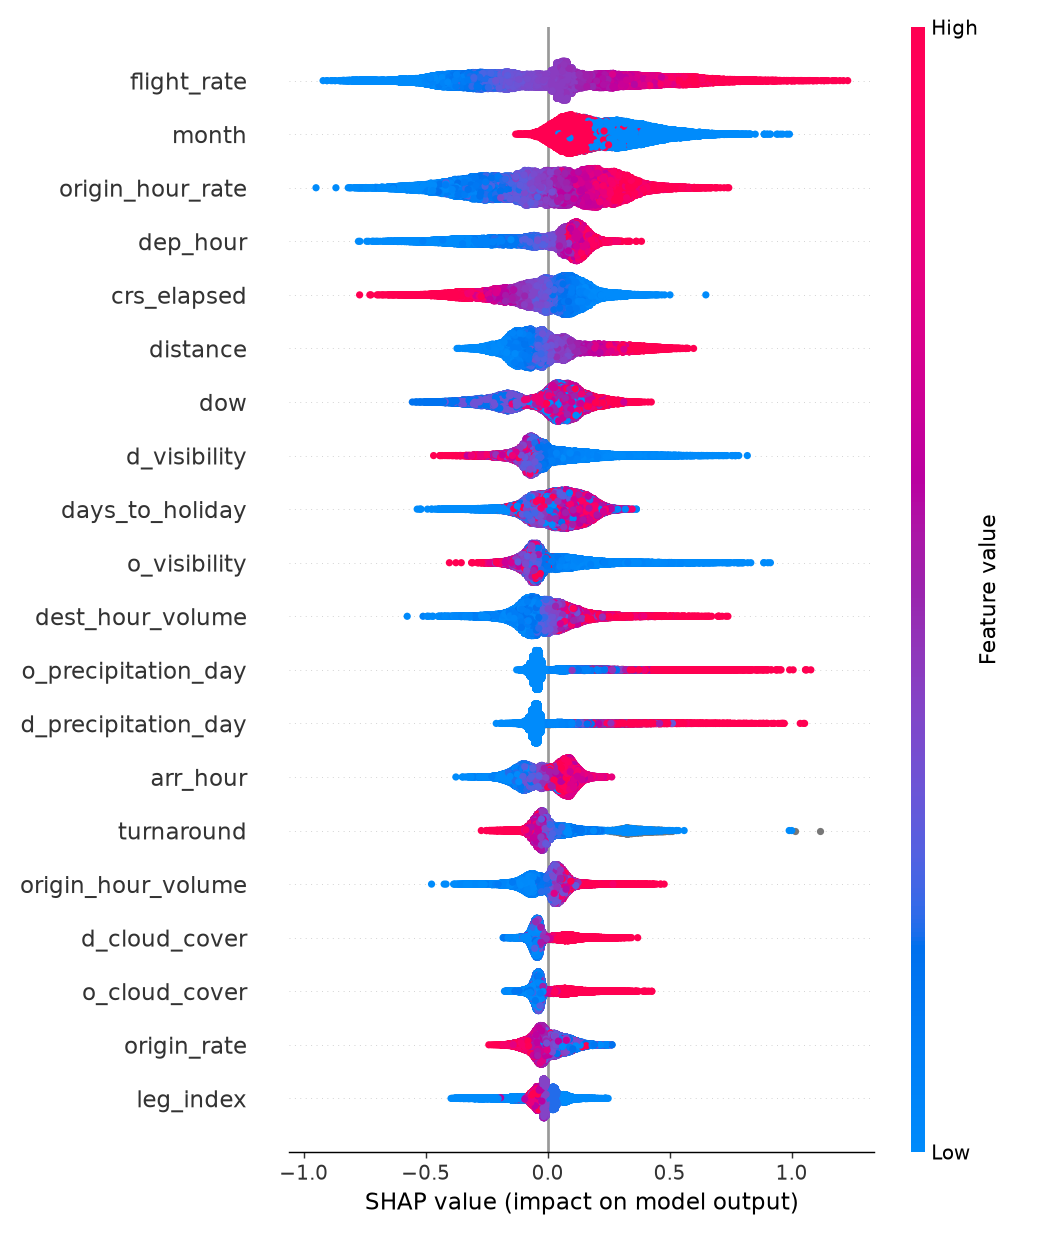 High
flight_rate
month
origin_hour_rate
dep_hour
crs_elapsed
distance
dow
d_visibility
days_to_holiday
o_visibility
dest_hour_volume
o_precipitation_day
d_precipitation_day
arr_hour
turnaround
origin_hour_volume
d_cloud_cover
o_cloud_cover
origin_rate
leg_index
Feature value
Low
−1.0 −0.5 0.0 0.5 1.0
SHAP value (impact on model output)